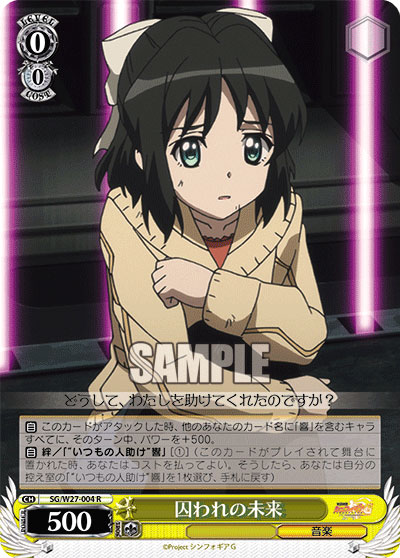 LEVEL
0
0
COST
SAMPLE
どうして、わたしを助けてくれたのですか？
自 このカードがアタックした時、他のあなたのカード名に「響」を含むキャラ
すべてに、そのターン中、パワーを＋500。
自 絆／「“いつもの人助け”響」［⑴］（このカードがプレイされて舞台に
置かれた時、あなたはコストを払ってよい。そうしたら、あなたは自分の控
え室の「“いつもの人助け”響」を1枚選び、手札に戻す）
CH SG/W27-004 R
500
囚われの未来
音楽
©Project シンフォギアG